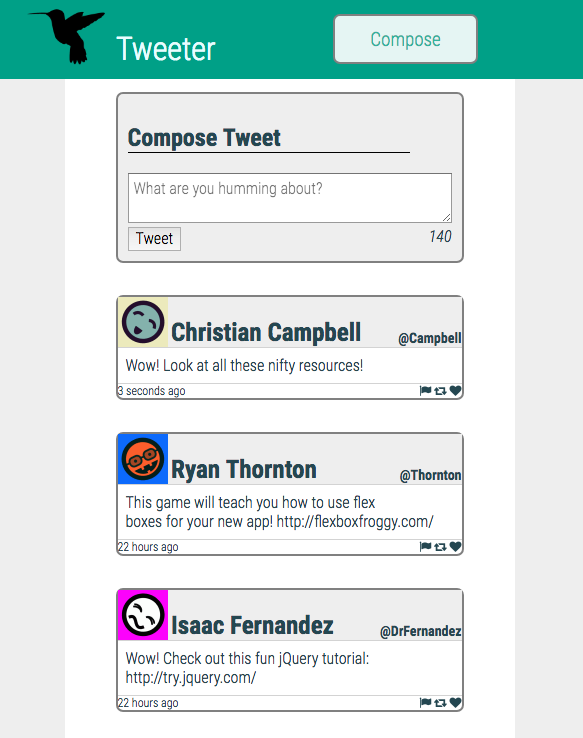 Tweeter
Compose
Compose Tweet
What are you humming about?
Tweet
140
Christian Campbell
@Campbell
Wow! Look at all these nifty resources!
3 seconds ago
Ryan Thornton
@Thornton
This game will teach you how to use flex
boxes for your new app! http://flexboxfroggy.com/
22 hours ago
Isaac Fernandez
@DrFernandez
Wow! Check out this fun jQuery tutorial:
http://try.jquery.com/
22 hours ago